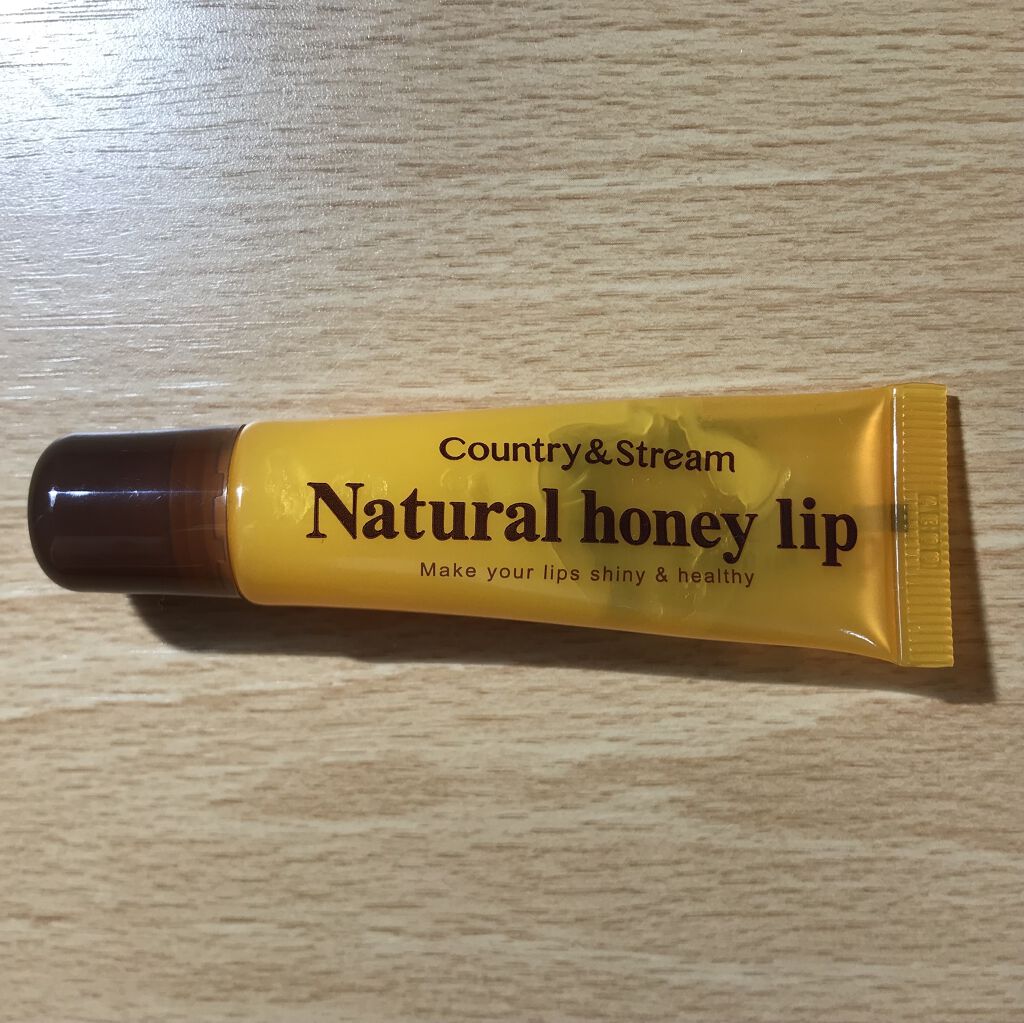 Country&Stream
Natural honey lip
Make your lips shiny & healthy